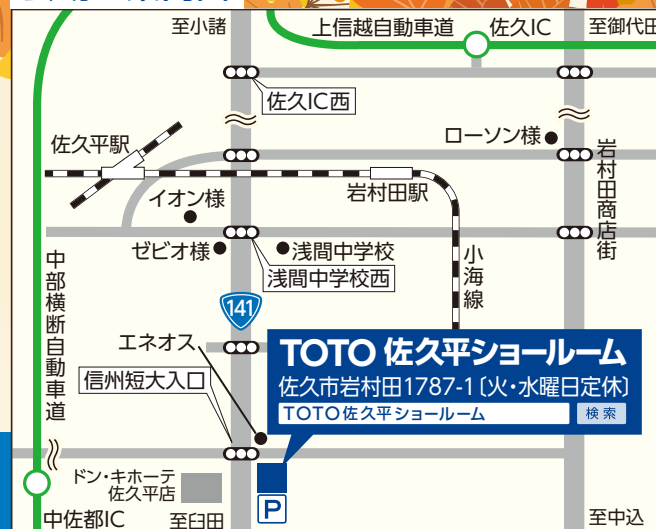 至小諸
上信越自動車道
佐久IC
至御代田
佐久IC西
佐久平駅
ローソン様
岩村田駅
岩村田商店街
イオン様
ゼビオ様
浅間中学校
浅間中学校西
小海線
中部横断自動車道
141
エネオス
信州短大入口
TOTO 佐久平ショールーム
佐久市岩村田1787-1〔火・水曜日定休〕
TOTO佐久平ショールーム 検索
ドン・キホーテ
佐久平店
P
中佐都IC
至臼田
至中込